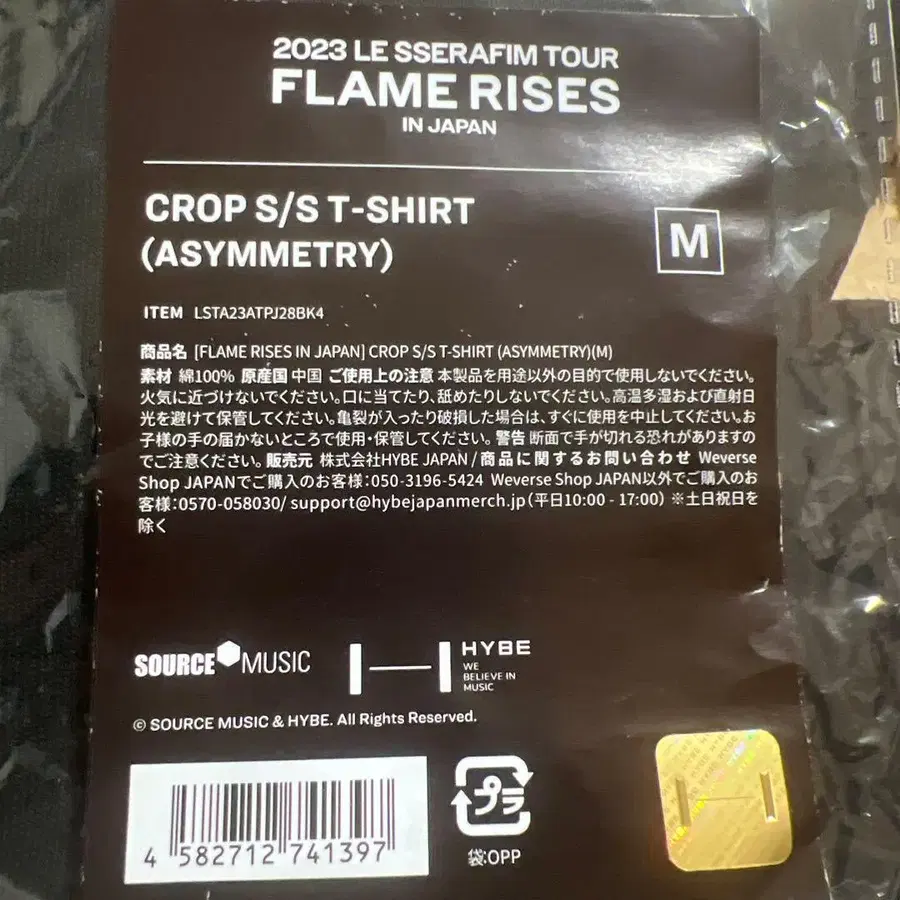 2023 LE SSERAFIM TOUR
FLAME RISES
IN JAPAN
CROP S/S T-SHIRT
(ASYMMETRY)
M
ITEM LSTA23ATPJ28BK4
商品名 [FLAME RISES IN JAPAN] CROP S/S T-SHIRT (ASYMMETRY)(M)
素材 綿100% 原産国 中国 ご使用上の注意 本製品を用途以外の目的で使用しないでください。
火気に近づけないでください。口に当てたり、舐めたりしないでください。高温多湿および直射日
光を避けて保管してください。亀裂が入ったり破損した場合は、すぐに使用を中止してください。お
子様の手の届かないところで使用・保管してください。警告 断面で手が切れる恐れがありますの
でご注意ください。販売元 株式会社HYBE JAPAN / 商品に関するお問い合わせ Weverse
Shop JAPANでご購入のお客様：050-3196-5424 Weverse Shop JAPAN以外でご購入のお
客様：0570-058030/ support@hybejapanmerch.jp（平日10:00 - 17:00） ※土日祝日を
除く
SOURCE MUSIC
HYBE
WE
BELIEVE IN
MUSIC
© SOURCE MUSIC & HYBE. All Rights Reserved.
4 582712 741397
プラ
袋:OPP